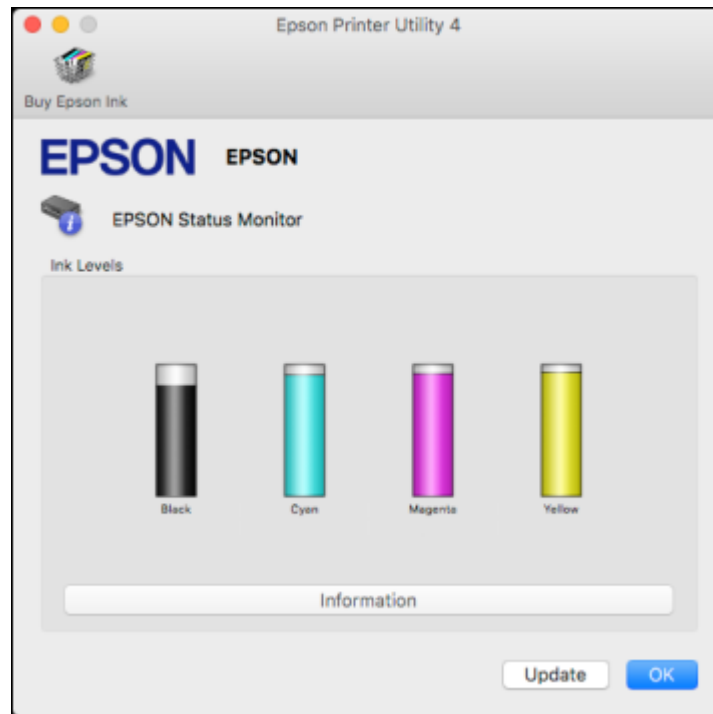 Epson Printer Utility 4
Buy Epson Ink
EPSON EPSON
EPSON Status Monitor
Ink Levels
Black Cyan Magenta Yellow
Information
Update OK